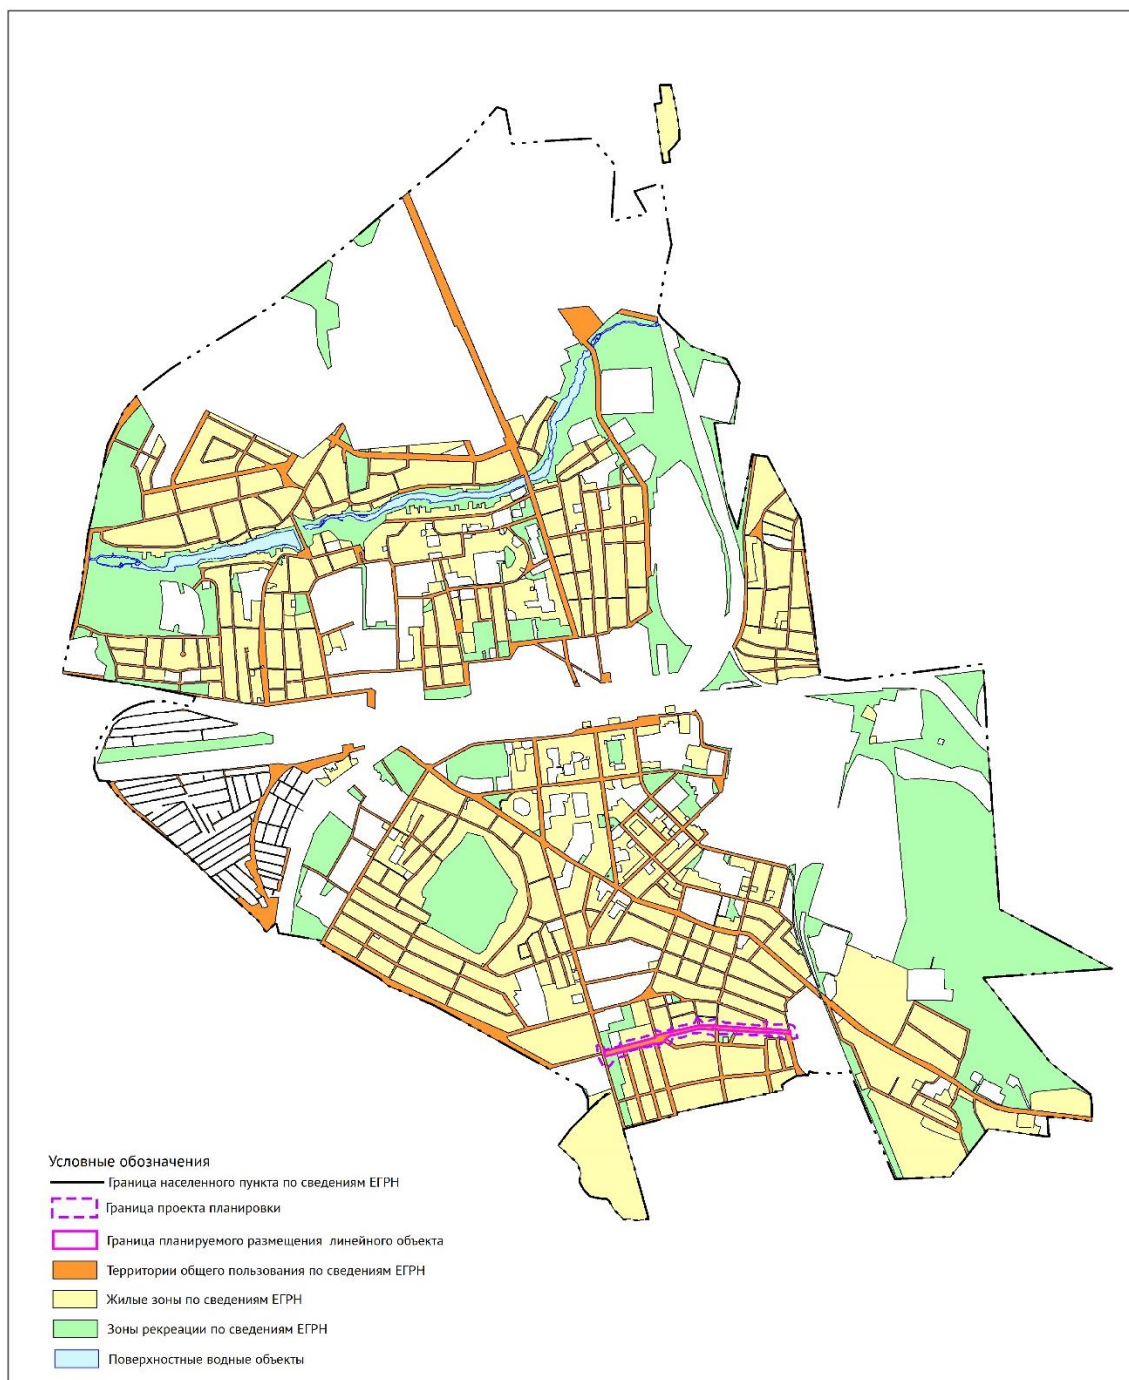 Условные обозначения
Граница населенного пункта по сведениям ЕГРН
Граница проекта планировки
Граница планируемого размещения линейного объекта
Территории общего пользования по сведениям ЕГРН
Жилые зоны по сведениям ЕГРН
Зоны рекреации по сведениям ЕГРН
Поверхностные водные объекты